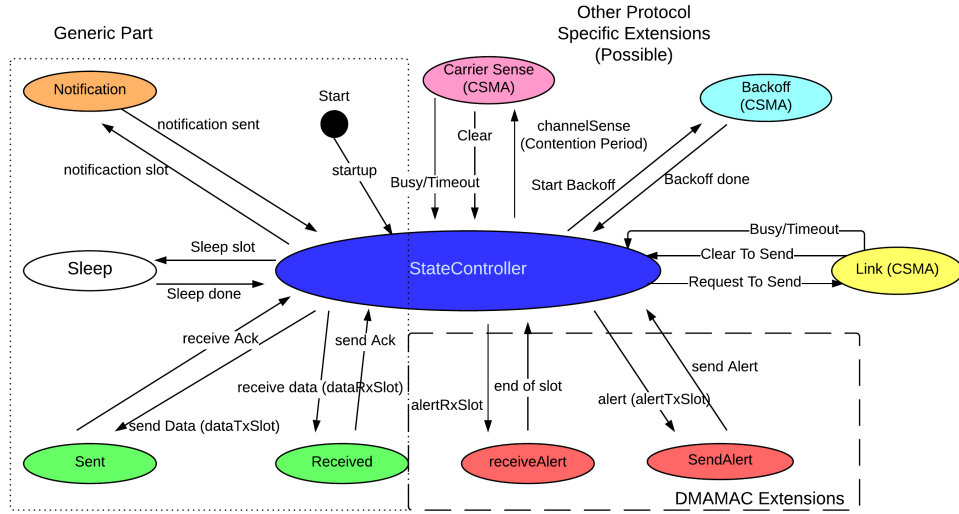 Other Protocol
Specific Extensions
(Possible)
Generic Part
Notification
Start
Carrier Sense
(CSMA)
Backoff
(CSMA)
notification sent
notificaction slot
startup
Clear
channelSense
(Contention Period)
Busy/Timeout
Start Backoff
Backoff done
Busy/Timeout
Clear To Send
Request To Send
Link (CSMA)
Sleep slot
Sleep
Sleep done
StateController
receive Ack
send Ack
receive data (dataRxSlot)
send Data (dataTxSlot)
alertRxSlot
end of slot
alert (alertTxSlot)
send Alert
Sent
Received
receiveAlert
SendAlert
DMAMAC Extensions